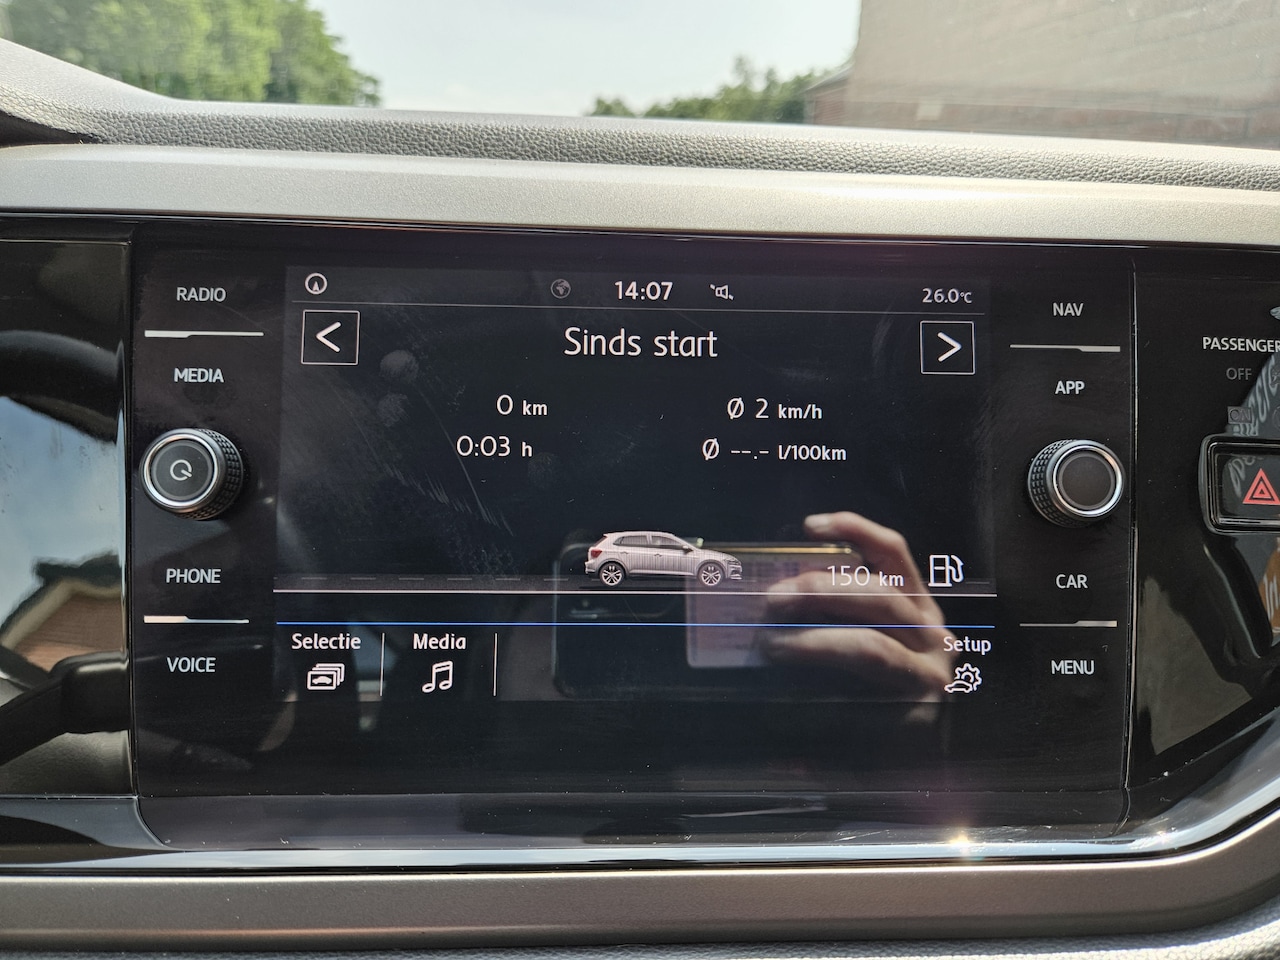 RADIO
MEDIA
PHONE
VOICE
14:07
26.0°C
<
Sinds start
>
0 km
Ø 2 km/h
0:03 h
Ø --.- l/100km
150 km
Selectie
Media
Setup
NAV
APP
CAR
MENU
PASSENGER
OFF